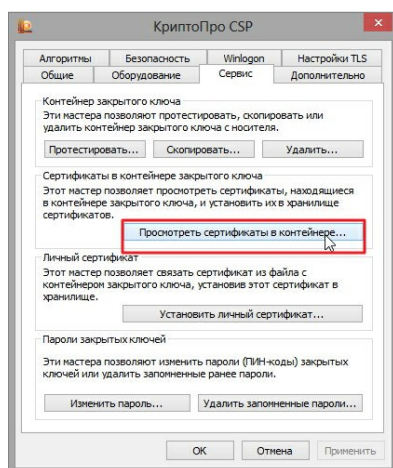 КриптоПро CSP
Алгоритмы Безопасность Winlogon Настройки TLS
Общие Оборудование Сервис Дополнительно
Контейнер закрытого ключа
Эти мастера позволяют протестировать, скопировать или
удалить контейнер закрытого ключа с носителя.
Протестировать... Скопировать... Удалить...
Сертификаты в контейнере закрытого ключа
Этот мастер позволяет просмотреть сертификаты, находящиеся
в контейнере закрытого ключа, и установить их в хранилище
сертификатов.
Просмотреть сертификаты в контейнере...
Личный сертификат
Этот мастер позволяет связать сертификат из файла с
контейнером закрытого ключа, установив этот сертификат в
хранилище.
Установить личный сертификат...
Пароли закрытых ключей
Эти мастера позволяют изменить пароли (ПИН-коды) закрытых
ключей или удалить запомненные ранее пароли.
Изменить пароль... Удалить запомненные пароли...
ОК Отмена Применить